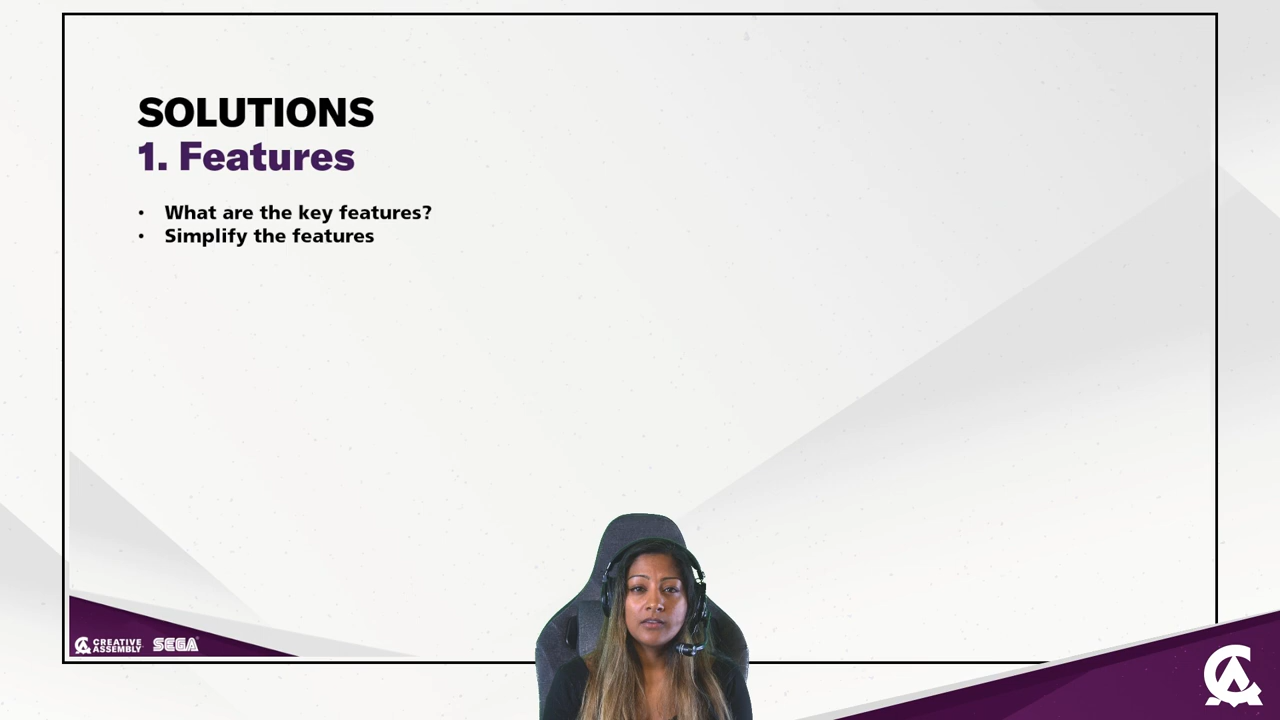 SOLUTIONS
1. Features
• What are the key features?
• Simplify the features
CREATIVE
ASSEMBLY
SEGA